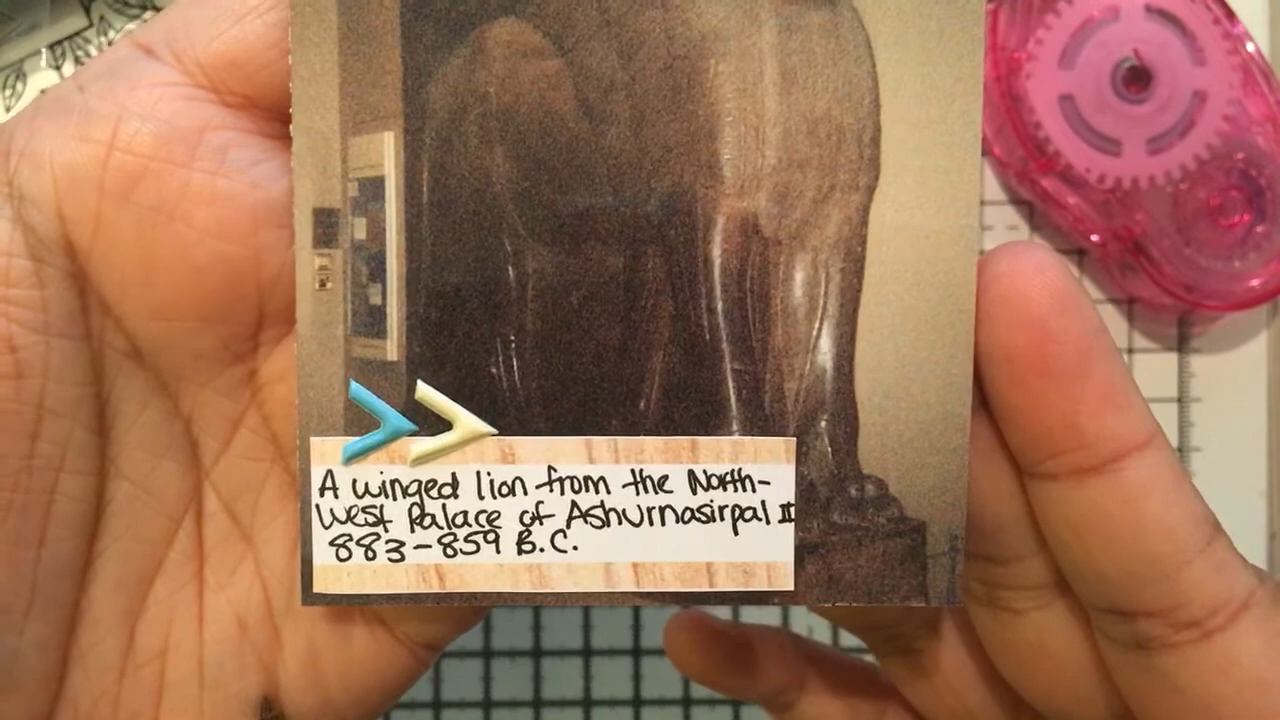 A winged lion from the North-
West Palace of Ashurnasirpal II
883-859 B.C.